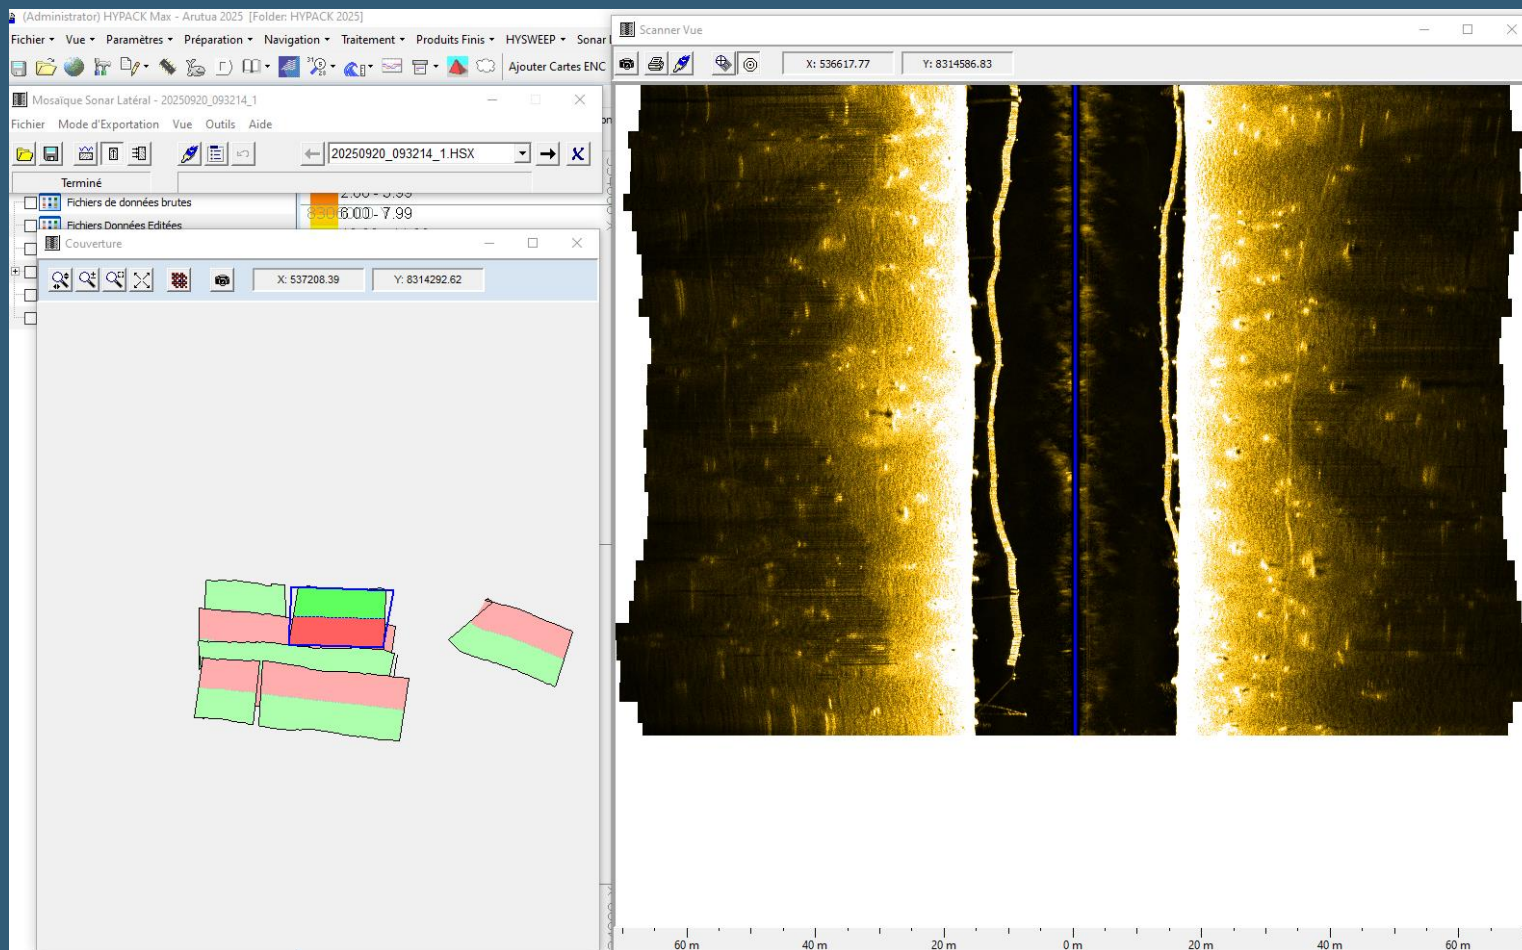 (Administrator) HYPACK Max - Arutua 2025 [Folder: HYPACK 2025]
Fichier Vue Paramètres Préparation Navigation Traitement Produits Finis HYSWEEP Sonar
Ajouter Cartes ENC
Mosaïque Sonar Latéral - 20250920_093214_1
Fichier Mode d'Exportation Vue Outils Aide
20250920_093214_1.HSX
Terminé
Fichiers de données brutes
6.00 - 7.99
Fichiers Données Editées
Couverture
X: 537208.39 Y: 8314292.62
Scanner Vue
X: 536617.77 Y: 8314586.83
60 m 40 m 20 m 0 m 20 m 40 m 60 m